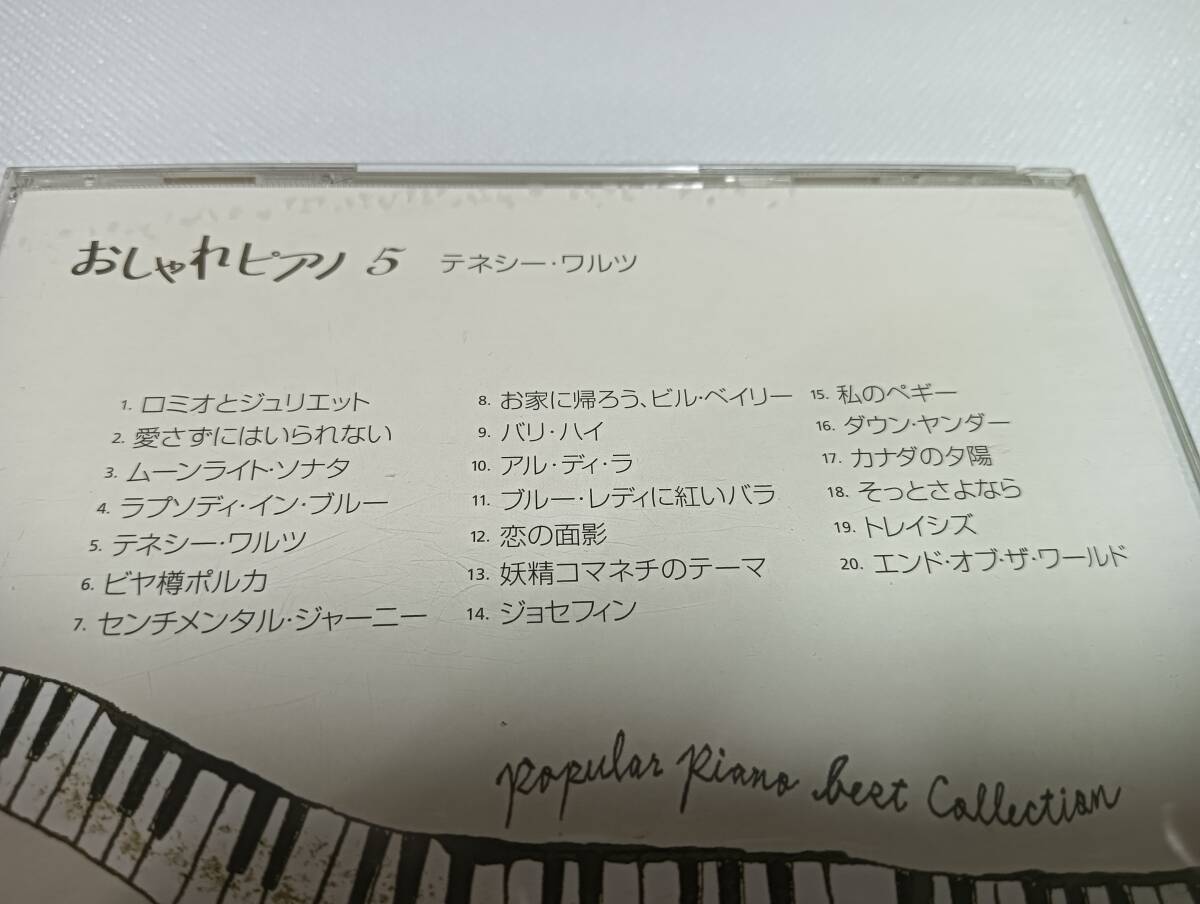 おしゃれピアノ 5 テネシー・ワルツ
1. ロミオとジュリエット
2. 愛さずにはいられない
3. ムーンライト・ソナタ
4. ラプソディ・イン・ブルー
5. テネシー・ワルツ
6. ビヤ樽ポルカ
7. センチメンタル・ジャーニー
8. お家に帰ろう、ビル・ベイリー
9. バリ・ハイ
10. アル・ディ・ラ
11. ブルー・レディに紅いバラ
12. 恋の面影
13. 妖精コマネチのテーマ
14. ジョセフィン
15. 私のペギー
16. ダウン・ヤンダー
17. カナダの夕陽
18. そっとさよなら
19. トレイシズ
20. エンド・オブ・ザ・ワールド
Popular Piano best Collection